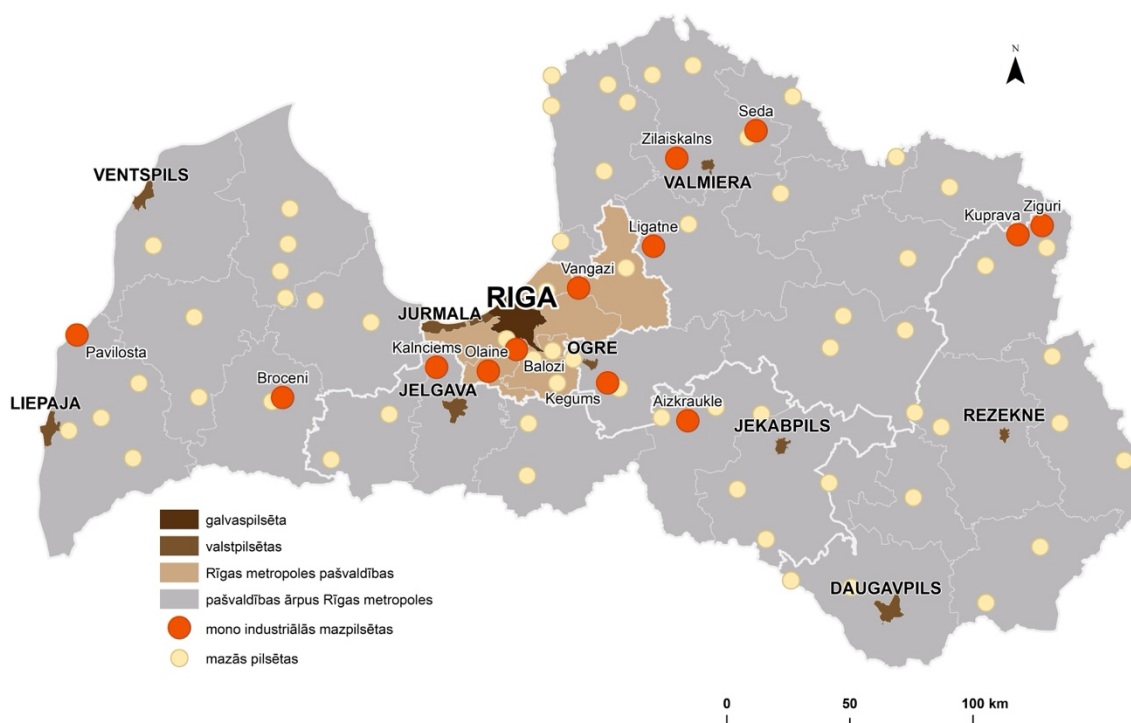 N
Seda
Zilaiskalns
VALMIERA
VENTSPILS
Ziguri
Kuprava
Ligatne
Vangazi
RIGA
JURMALA
Kalnciems
Olaine
OGRE
Balozi
Pavilosta
Broceni
JELGAVA
Kegums
Aizkraukle
LIEPAJA
JEKABPILS
REZEKNE
DAUGAVPILS
galvaspilsēta
valstpilsētas
Rīgas metropoles pašvaldības
pašvaldības ārpus Rīgas metropoles
mono industriālās mazpilsētas
mazās pilsētas
0 50 100 km